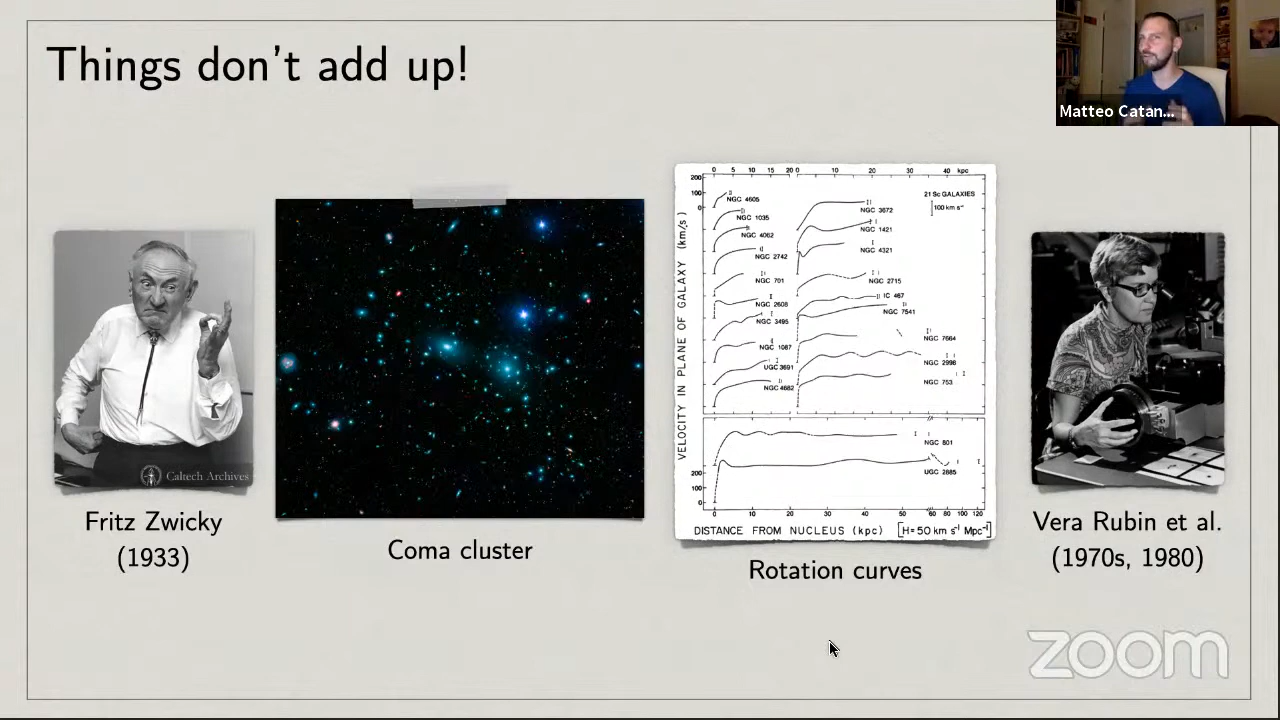 Things don't add up!
Matteo Catan...
0 5 10 15 20 0 10 20 30 40 kpc
200
100
0
21 Sc GALAXIES
100 km s⁻¹
NGC 4605
NGC 1035
NGC 4062
NGC 2742
NGC 701
NGC 2608
NGC 3495
NGC 1087
UGC 3691
NGC 4682
NGC 3672
NGC 1421
NGC 4321
NGC 2715
IC 467
NGC 7541
NGC 7664
NGC 2998
NGC 753
NGC 801
UGC 2885
VELOCITY IN PLANE OF GALAXY (km/s)
200
100
0
0 10 20 30 40 50 60 80 100 120
DISTANCE FROM NUCLEUS (kpc) [H=50 km s⁻¹ Mpc⁻¹]
Caltech Archives
Fritz Zwicky
(1933)
Coma cluster
Rotation curves
Vera Rubin et al.
(1970s, 1980)
zoom